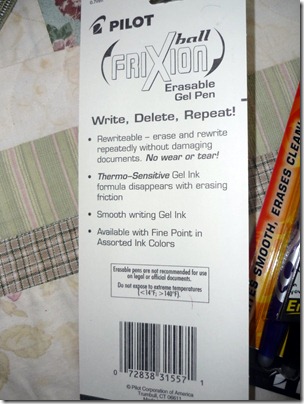 PILOT
ball
FRIXION
Erasable
Gel Pen
Write, Delete, Repeat!
• Rewriteable – erase and rewrite
repeatedly without damaging
documents. No wear or tear!
• Thermo-Sensitive Gel Ink
formula disappears with erasing
friction
• Smooth writing Gel Ink
• Available with Fine Point in
Assorted Ink Colors
Erasable pens are not recommended for use
on legal or official documents.
Do not expose to extreme temperatures
(<14°F; >140°F).
0 72838 31557 1
© Pilot Corporation of America
Trumbull, CT 06611
S SMOOTH, ERASES CLEAN